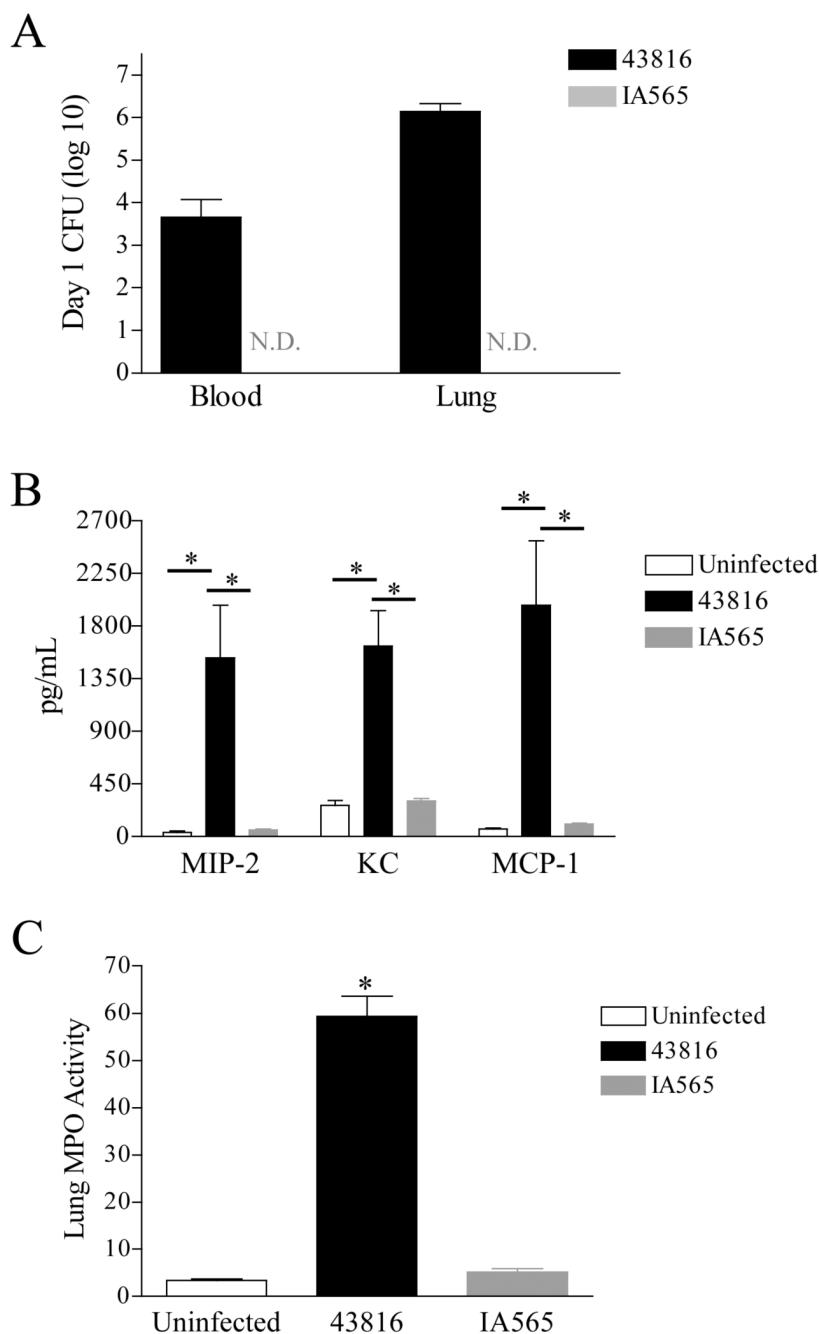 A
43816
IA565
Day 1 CFU (log 10)
7
6
5
4
3
2
1
0
N.D.
N.D.
Blood
Lung
B
2700
2250
1800
1350
900
450
0
pg/mL
* * * * * *
Uninfected
43816
IA565
MIP-2
KC
MCP-1
C
70
60
50
40
30
20
10
0
Lung MPO Activity
*
Uninfected
43816
IA565
Uninfected
43816
IA565